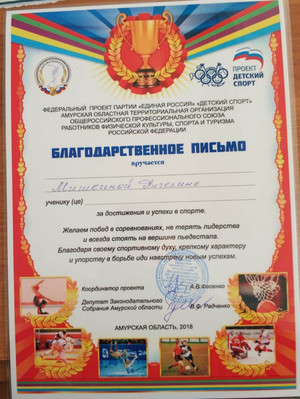 ПРОЕКТ
ДЕТСКИЙ
СПОРТ
ФЕДЕРАЛЬНЫЙ ПРОЕКТ ПАРТИИ «ЕДИНАЯ РОССИЯ» «ДЕТСКИЙ СПОРТ»
АМУРСКАЯ ОБЛАСТНАЯ ТЕРРИТОРИАЛЬНАЯ ОРГАНИЗАЦИЯ
ОБЩЕРОССИЙСКОГО ПРОФЕССИОНАЛЬНОГО СОЮЗА
РАБОТНИКОВ ФИЗИЧЕСКОЙ КУЛЬТУРЫ, СПОРТА И ТУРИЗМА
РОССИЙСКОЙ ФЕДЕРАЦИИ
БЛАГОДАРСТВЕННОЕ ПИСЬМО
вручается
Мишкиной Ангелине
ученику (це)
за достижения и успехи в спорте.
Желаем побед в соревнованиях, не терять лидерства
и всегда стоять на вершине пьедестала.
Благодаря своему спортивному духу, крепкому характеру
и упорству в борьбе иди навстречу новым успехам.
Координатор проекта А.В.Фесенко
Депутат Законодательного
Собрания Амурской области В.Ф. Радченко
АМУРСКАЯ ОБЛАСТЬ, 2018